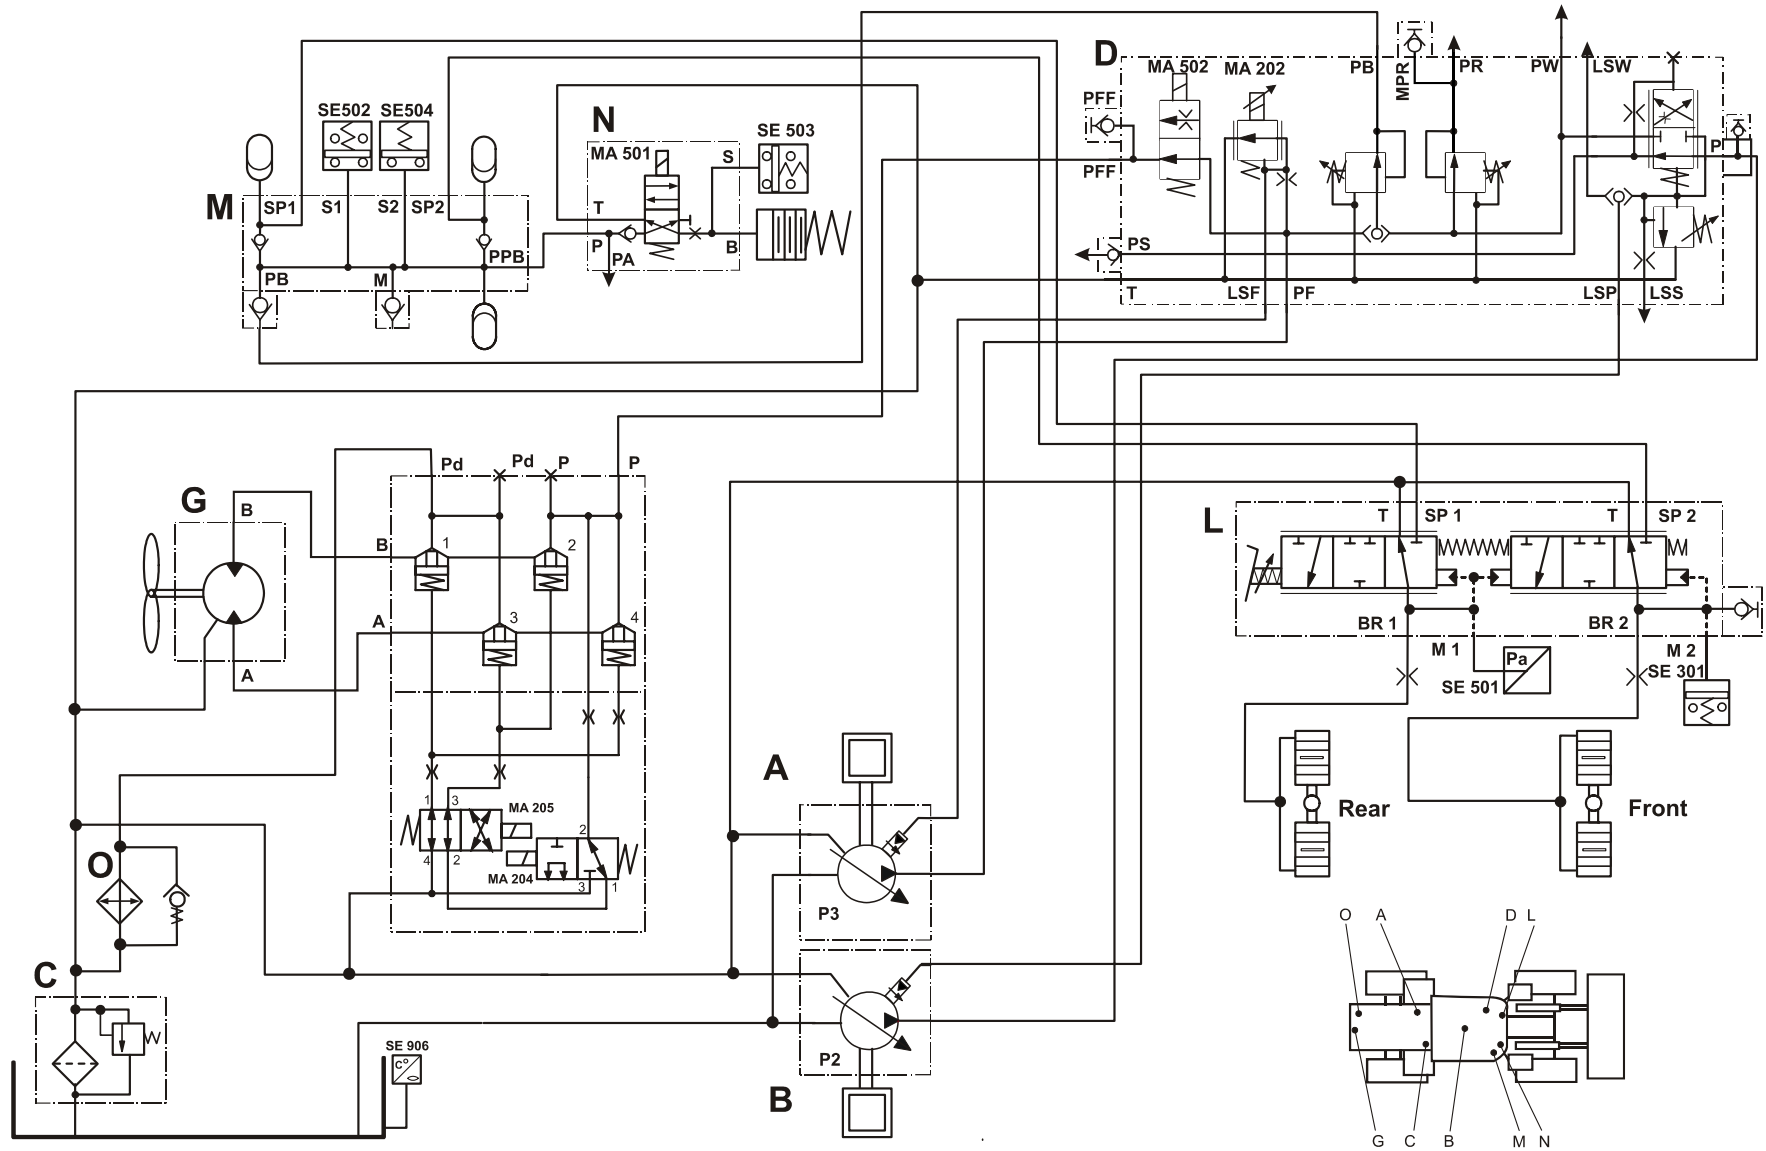 D
MA 502
MA 202
PB
MPR
PR
PW
LSW
PFF
PFF
P
PS
T
LSF
PF
LSP
LSS
SE502
SE504
N
MA 501
S
SE 503
T
P
PA
B
M
SP1
S1
S2
SP2
PB
M
PPB
G
B
A
Pd
Pd
P
P
B
A
1
2
3
4
1
3
MA 205
4
2
2
MA 204
3
1
L
T
SP 1
T
SP 2
BR 1
BR 2
M 1
M 2
Pa
SE 501
SE 301
A
P3
P2
B
Rear
Front
O
C
SE 906
C°
O
A
D
L
G
C
B
M
N